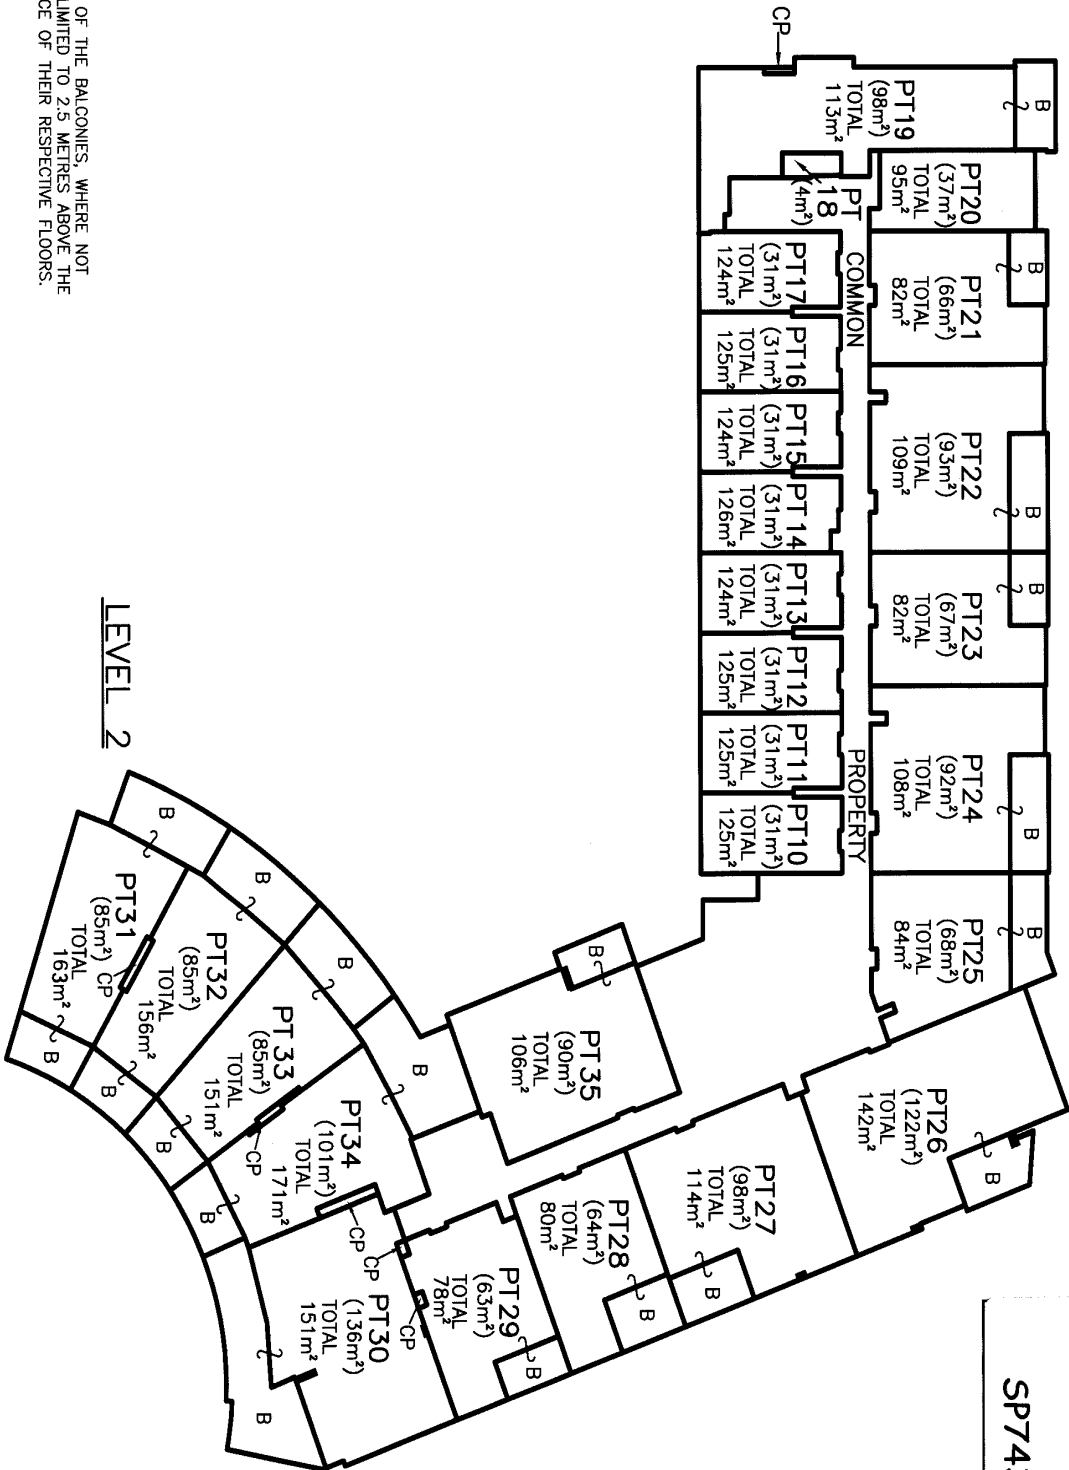 OF THE BALCONIES, WHERE NOT
LIMITED TO 2.5 METRES ABOVE THE
OF THEIR RESPECTIVE FLOORS.
CP
B
PT19
(98m²)
TOTAL
113m²
PT
18
(4m²)
PT20
(37m²)
TOTAL
95m²
B
PT21
(66m²)
TOTAL
82m²
PT22
(93m²)
TOTAL
109m²
B
B
PT23
(67m²)
TOTAL
82m²
PT24
(92m²)
TOTAL
108m²
B
B
PT25
(68m²)
TOTAL
84m²
COMMON
PROPERTY
PT17
(31m²)
TOTAL
124m²
PT16
(31m²)
TOTAL
125m²
PT15
(31m²)
TOTAL
124m²
PT14
(31m²)
TOTAL
126m²
PT13
(31m²)
TOTAL
124m²
PT12
(31m²)
TOTAL
125m²
PT11
(31m²)
TOTAL
125m²
PT10
(31m²)
TOTAL
125m²
PT26
(122m²)
TOTAL
142m²
B
PT27
(98m²)
TOTAL
114m²
B
PT28
(64m²)
TOTAL
80m²
B
PT29
(63m²)
TOTAL
78m²
B
CP
CP
CP
PT30
(136m²)
TOTAL
151m²
B
B
PT35
(90m²)
TOTAL
106m²
B
PT34
(101m²)
TOTAL
171m²
B
CP
B
PT33
(85m²)
TOTAL
151m²
B
B
PT32
(85m²)
TOTAL
156m²
B
CP
B
PT31
(85m²)
TOTAL
163m²
B
LEVEL 2
SP74